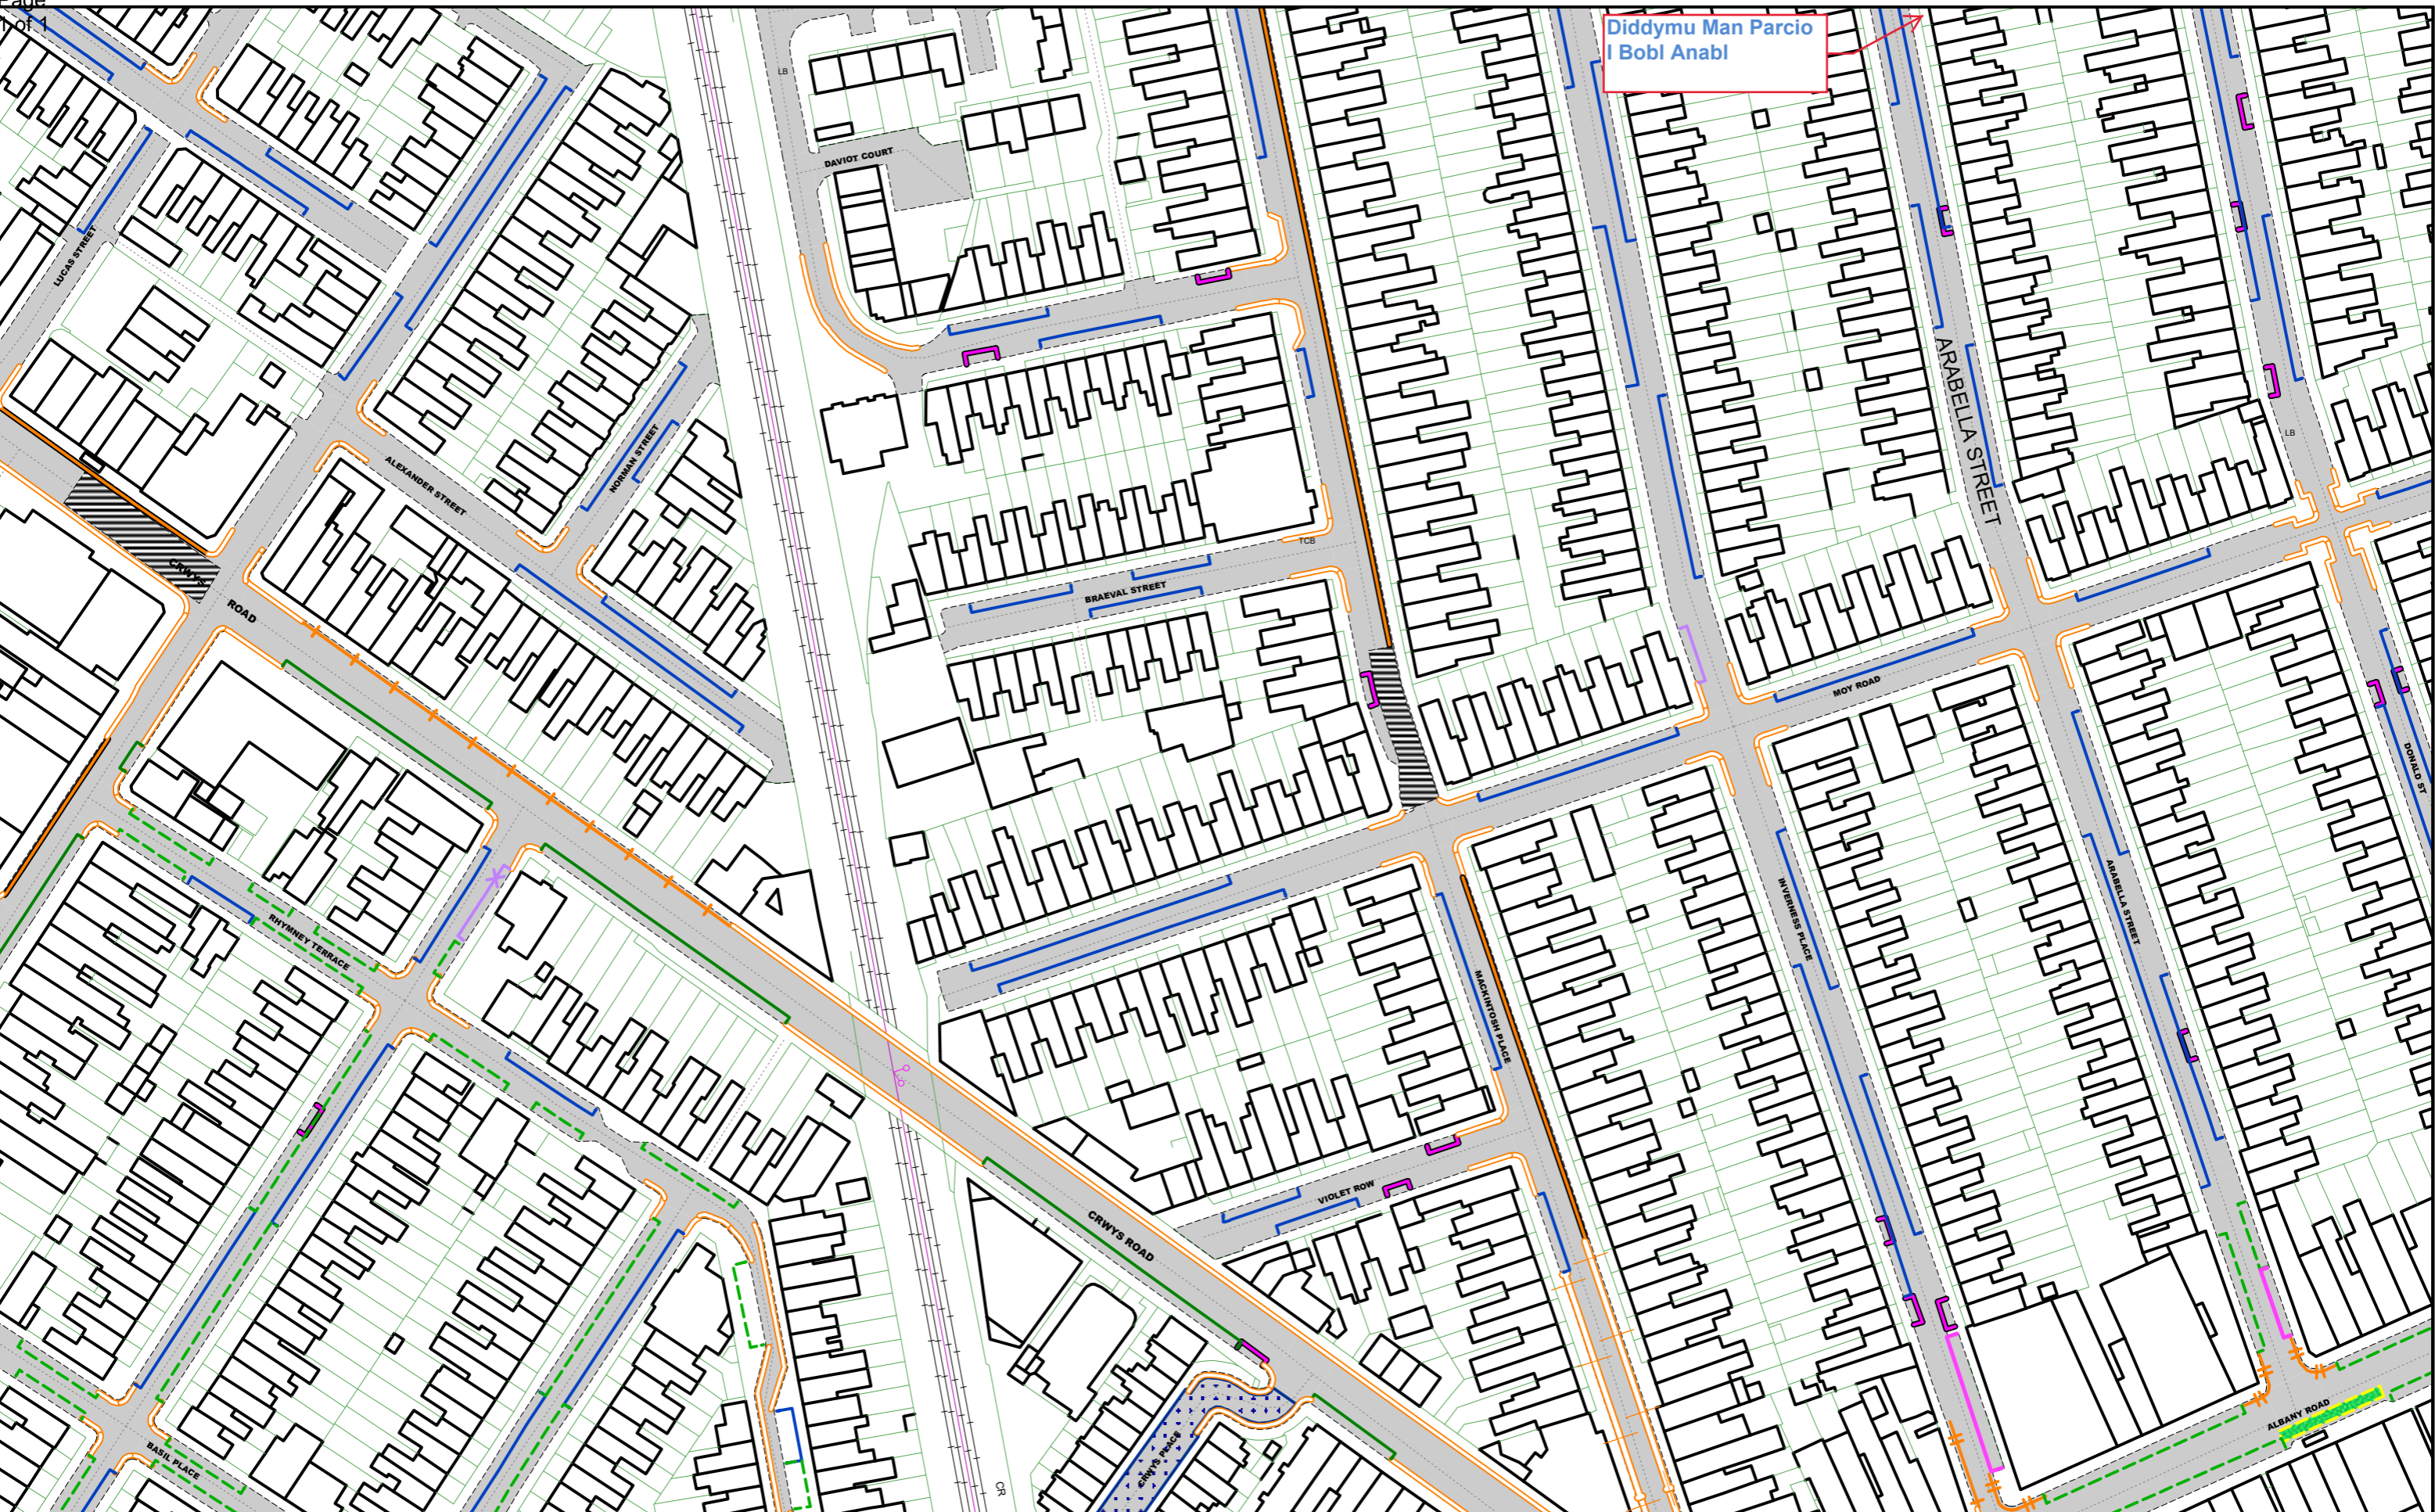 Page
1 of 1
Diddymu Man Parcio
I Bobl Anabl
LB
DAVIOT COURT
LUCAS STREET
ARABELLA STREET
LB
ALEXANDER STREET
NORMAN STREET
TCB
CRWYS
ROAD
BRAEVAL STREET
MOY ROAD
DONALD ST
RHYMNEY TERRACE
INVERNESS PLACE
ARABELLA STREET
MACKINTOSH PLACE
VIOLET ROW
CRWYS ROAD
ALBANY ROAD
BASIL PLACE
CRWYS PLACE
CR